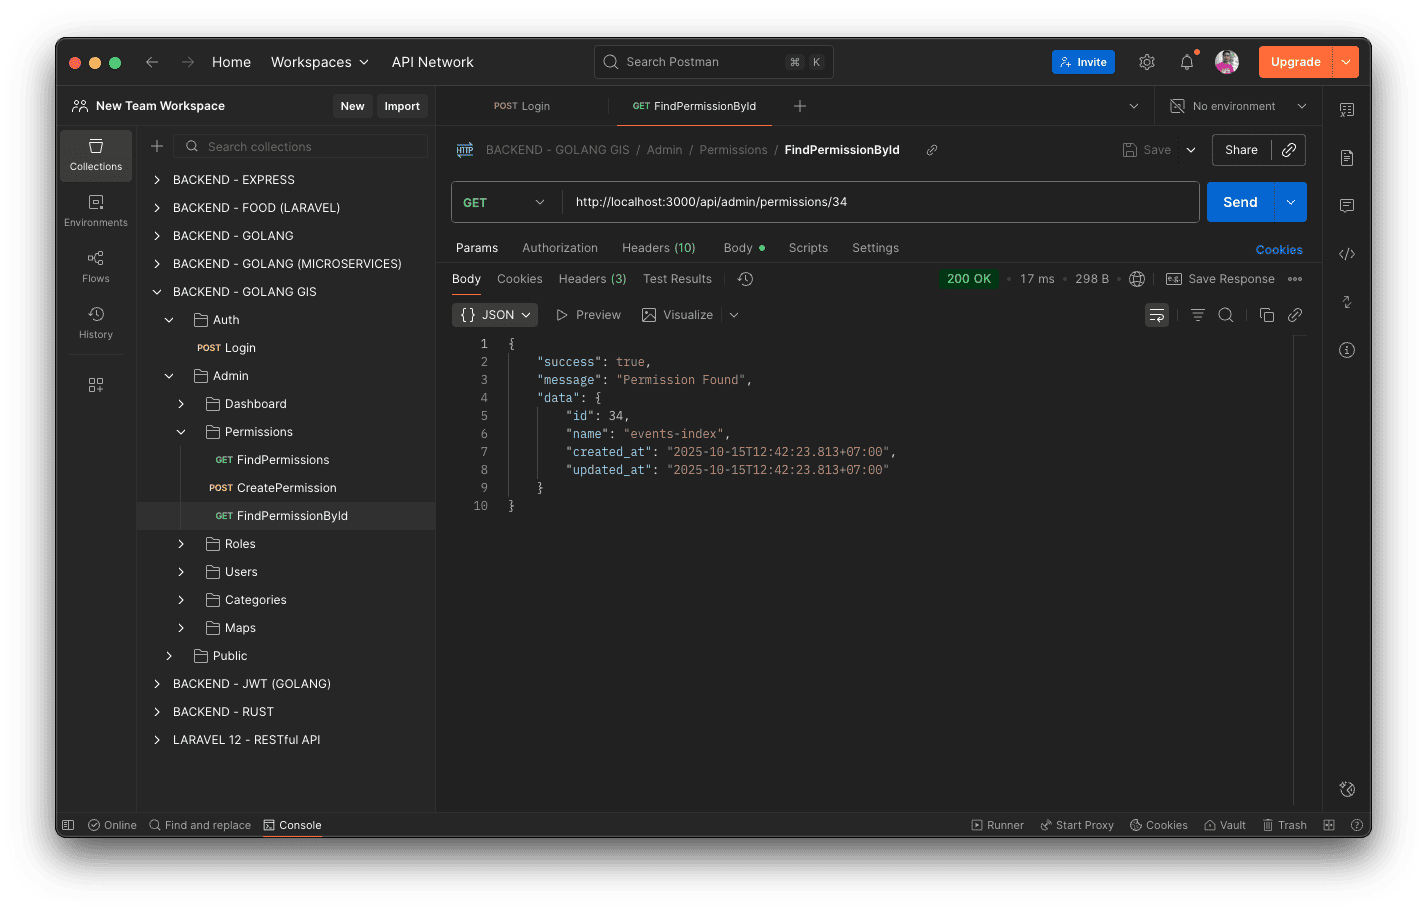 Home
Workspaces
API Network
Search Postman
⌘ K
Invite
Upgrade
New Team Workspace
New
Import
POST Login
GET FindPermissionById
No environment
Collections
Environments
Flows
History
Search collections
BACKEND - EXPRESS
BACKEND - FOOD (LARAVEL)
BACKEND - GOLANG
BACKEND - GOLANG (MICROSERVICES)
BACKEND - GOLANG GIS
Auth
POST Login
Admin
Dashboard
Permissions
GET FindPermissions
POST CreatePermission
GET FindPermissionById
Roles
Users
Categories
Maps
Public
BACKEND - JWT (GOLANG)
BACKEND - RUST
LARAVEL 12 - RESTful API
HTTP BACKEND - GOLANG GIS / Admin / Permissions / FindPermissionById
Save
Share
GET http://localhost:3000/api/admin/permissions/34
Send
Params Authorization Headers (10) Body Scripts Settings
Cookies
Body Cookies Headers (3) Test Results
200 OK • 17 ms • 298 B
e.g. Save Response
{} JSON Preview Visualize
1 {
2 "success": true,
3 "message": "Permission Found",
4 "data": {
5 "id": 34,
6 "name": "events-index",
7 "created_at": "2025-10-15T12:42:23.813+07:00",
8 "updated_at": "2025-10-15T12:42:23.813+07:00"
9 }
10 }
Online
Find and replace
Console
Runner
Start Proxy
Cookies
Vault
Trash